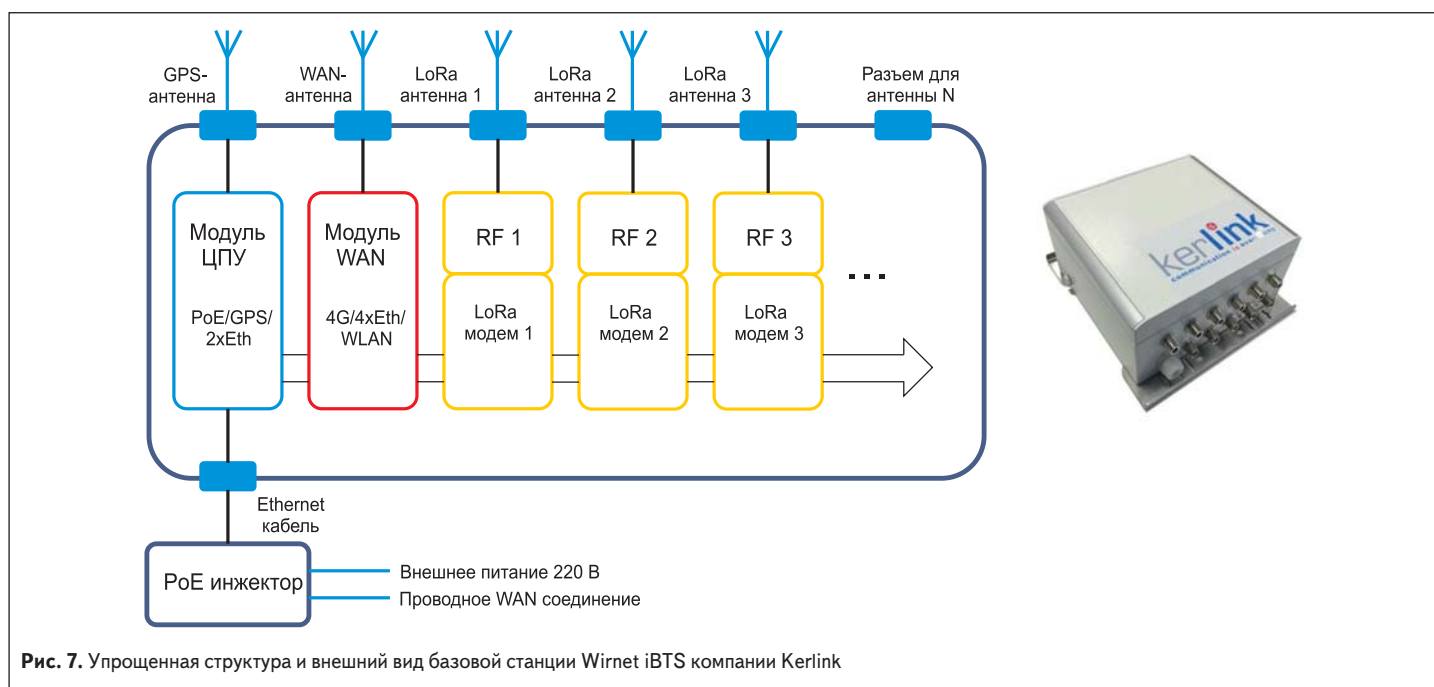 GPS-
антенна
WAN-
антенна
LoRa
антенна 1
LoRa
антенна 2
LoRa
антенна 3
Разъем для
антенны N
Модуль
ЦПУ
PoE/GPS/
2xEth
Модуль
WAN
4G/4xEth/
WLAN
RF 1
LoRa
модем 1
RF 2
LoRa
модем 2
RF 3
LoRa
модем 3
...
kerlink
communication is everything
Ethernet
кабель
PoE инжектор
Внешнее питание 220 В
Проводное WAN соединение
Рис. 7. Упрощенная структура и внешний вид базовой станции Wirnet iBTS компании Kerlink